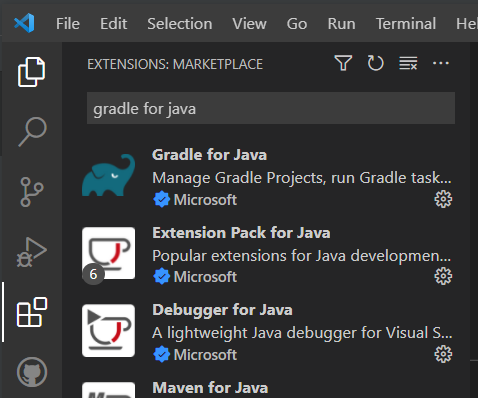 File Edit Selection View Go Run Terminal He
EXTENSIONS: MARKETPLACE
gradle for java
Gradle for Java
Manage Gradle Projects, run Gradle task...
Microsoft
Extension Pack for Java
Popular extensions for Java developmen...
6
Microsoft
Debugger for Java
A lightweight Java debugger for Visual S...
Microsoft
Maven for Java